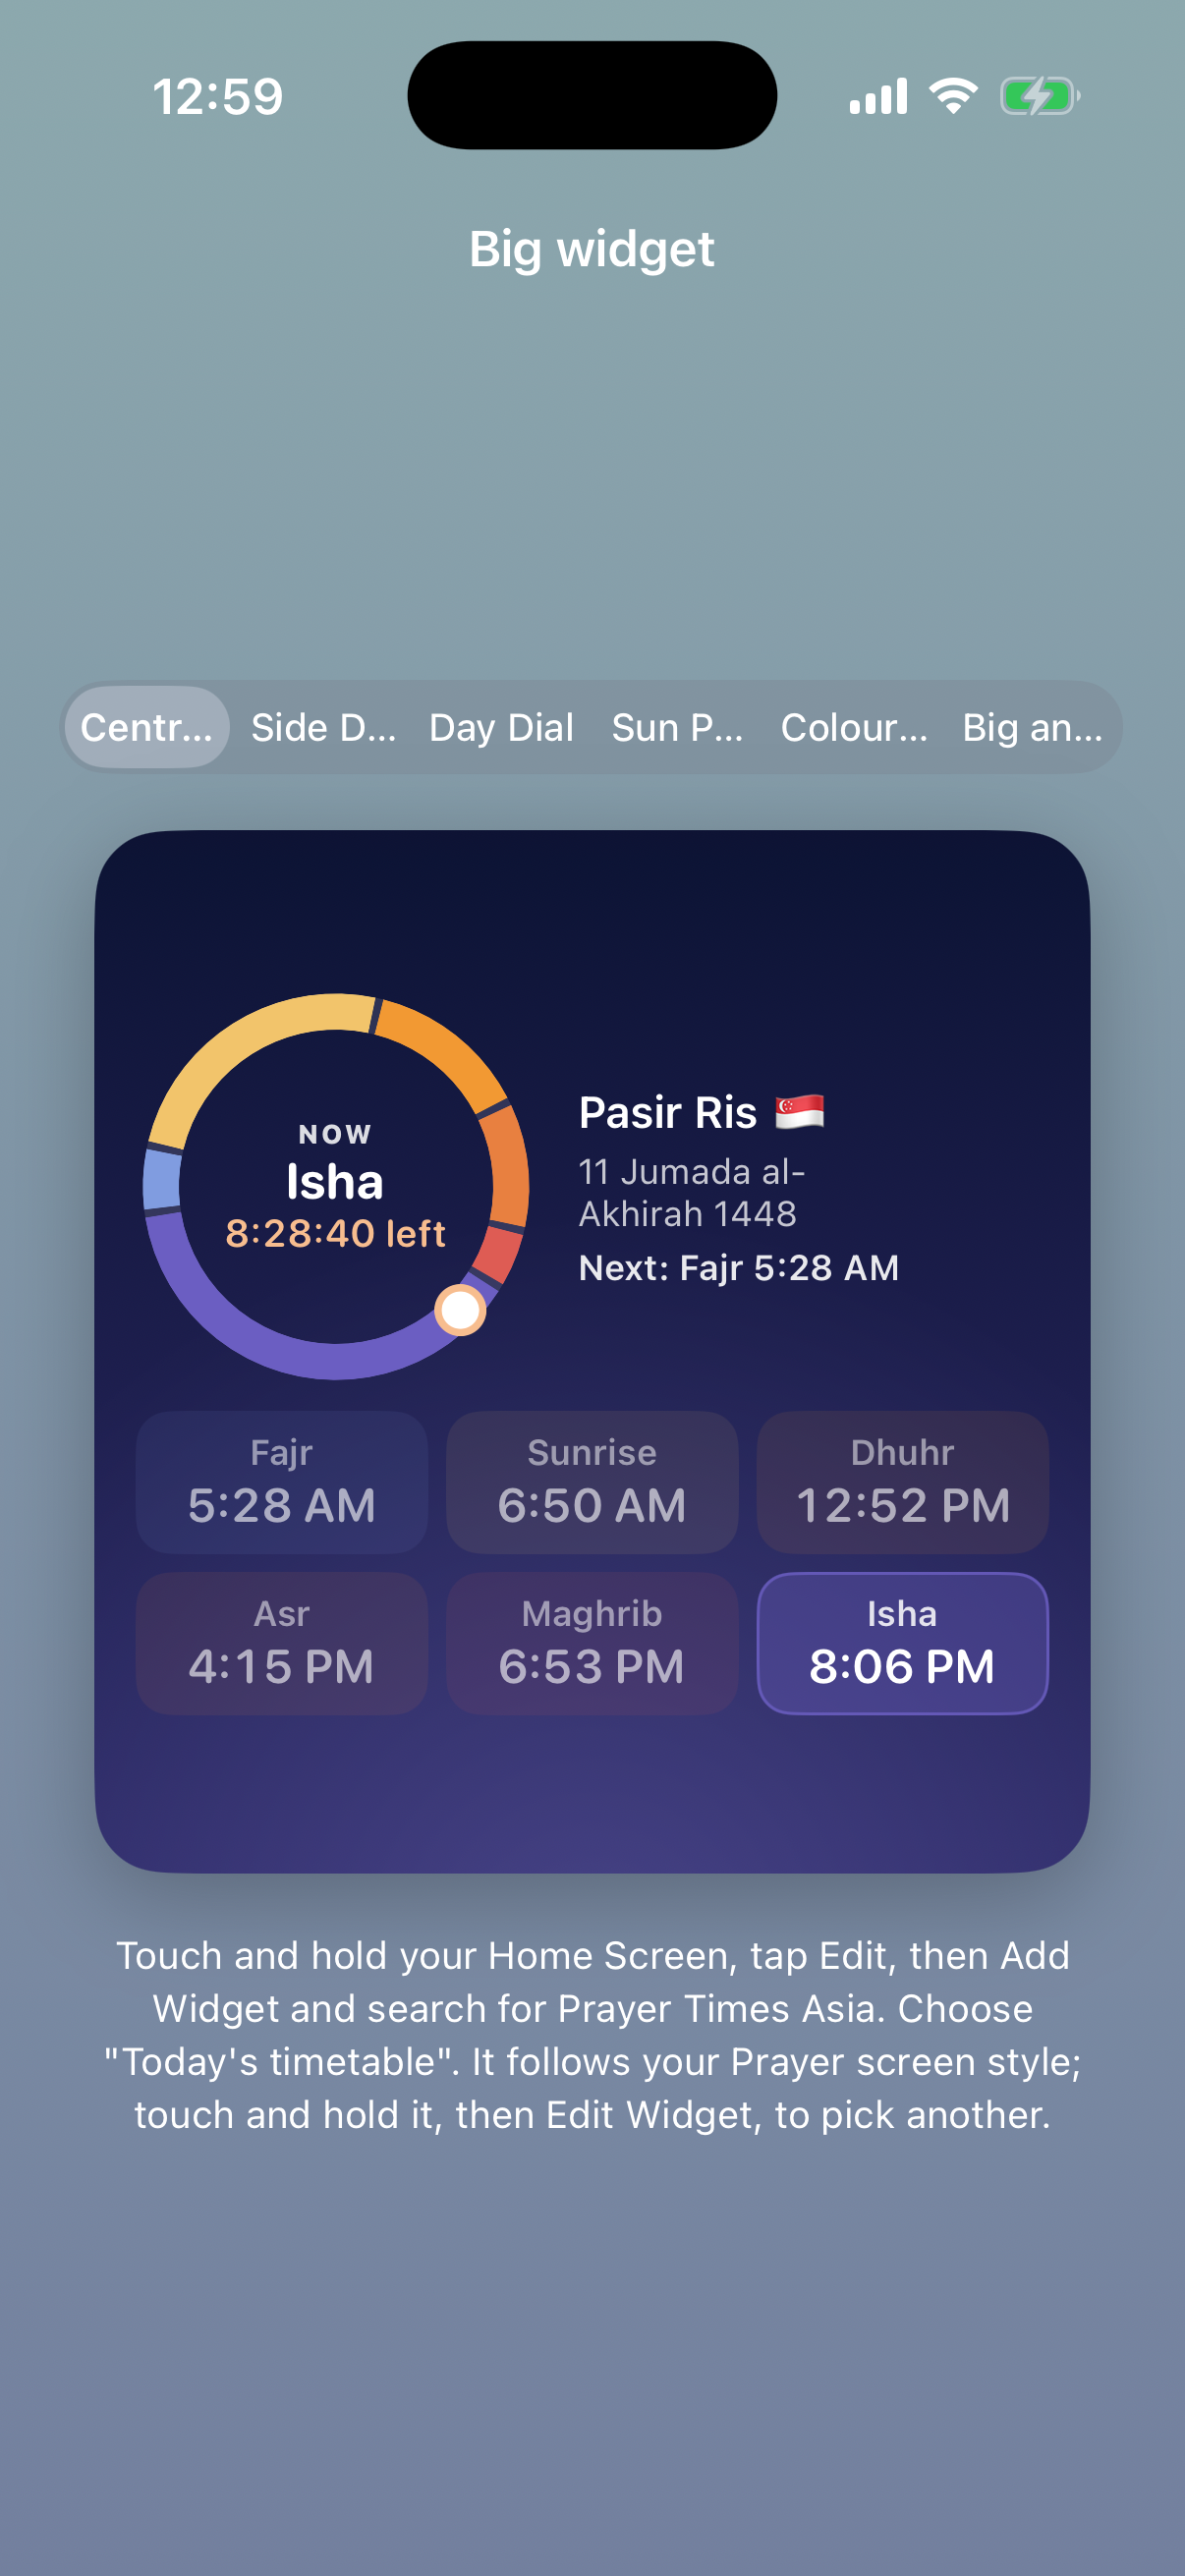 12:59
Big widget
Centr...
Side D...
Day Dial
Sun P...
Colour...
Big an...
NOW
Isha
8:28:40 left
Pasir Ris 🇸🇬
11 Jumada al-
Akhirah 1448
Next: Fajr 5:28 AM
Fajr
5:28 AM
Sunrise
6:50 AM
Dhuhr
12:52 PM
Asr
4:15 PM
Maghrib
6:53 PM
Isha
8:06 PM
Touch and hold your Home Screen, tap Edit, then Add
Widget and search for Prayer Times Asia. Choose
"Today's timetable". It follows your Prayer screen style;
touch and hold it, then Edit Widget, to pick another.